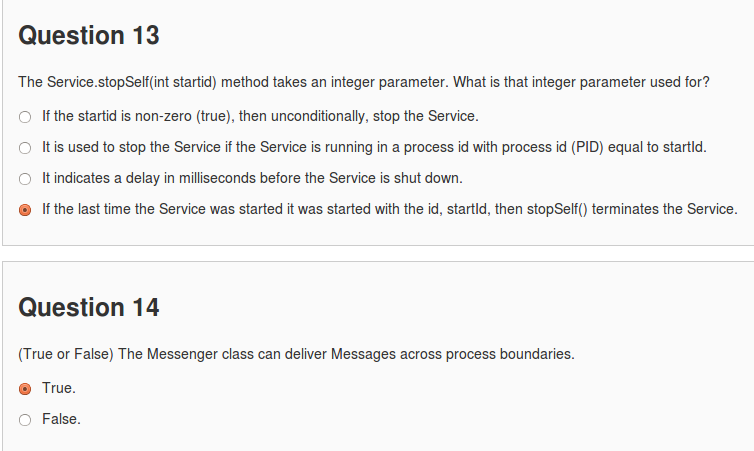 Question 13
The Service.stopSelf(int startid) method takes an integer parameter. What is that integer parameter used for?
If the startid is non-zero (true), then unconditionally, stop the Service.
It is used to stop the Service if the Service is running in a process id with process id (PID) equal to startId.
It indicates a delay in milliseconds before the Service is shut down.
If the last time the Service was started it was started with the id, startId, then stopSelf() terminates the Service.
Question 14
(True or False) The Messenger class can deliver Messages across process boundaries.
True.
False.